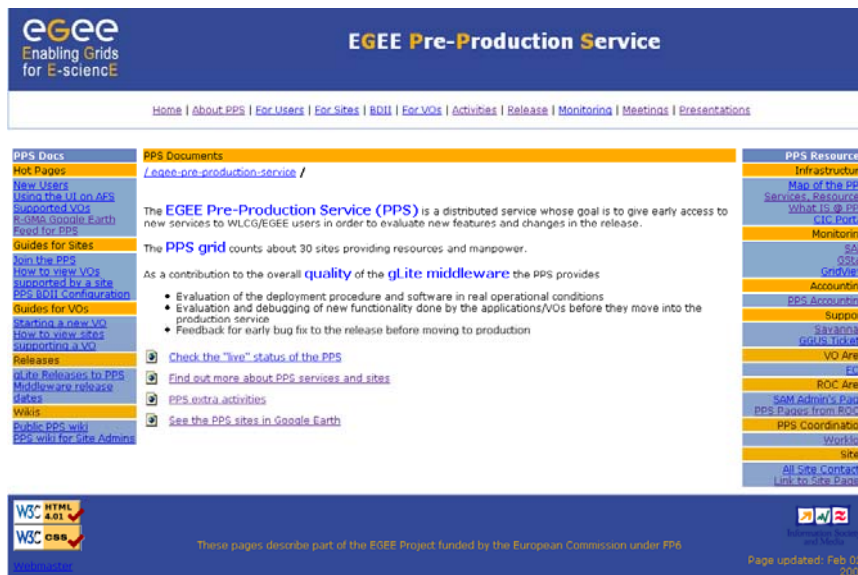 egee
Enabling Grids
for E-sciencE
EGEE Pre-Production Service
Home | About PPS | For Users | For Sites | BDII | For VOs | Activities | Release | Monitoring | Meetings | Presentations
PPS Docs
Hot Pages
New Users
Using the UI on AFS
Supported VOs
R-GMA Google Earth
Feed for PPS
Guides for Sites
Join the PPS
How to view VOs
supported by a site
PPS BDII Configuration
Guides for VOs
Starting a new VO
How to view sites
supporting a VO
Releases
gLite Releases to PPS
Middleware release
dates
Wikis
Public PPS wiki
PPS wiki for Site Admins
PPS Documents
/ egee-pre-production-service /
The EGEE Pre-Production Service (PPS) is a distributed service whose goal is to give early access to
new services to WLCG/EGEE users in order to evaluate new features and changes in the release.
The PPS grid counts about 30 sites providing resources and manpower.
As a contribution to the overall quality of the gLite middleware the PPS provides
• Evaluation of the deployment procedure and software in real operational conditions
• Evaluation and debugging of new functionality done by the applications/VOs before they move into the
production service
• Feedback for early bug fix to the release before moving to production
Check the "live" status of the PPS
Find out more about PPS services and sites
PPS extra activities
See the PPS sites in Google Earth
PPS Resource
Infrastructur
Map of the PP
Services, Resource
What IS @ PP
CIC Port
Monitorin
SA
GSt
GridVie
Accountin
PPS Accountin
Suppo
Savanna
GGUS Ticket
VO Are
ROC Are
SAM Admin's Pag
PPS Pages from ROC
PPS Coordinatio
Worklo
Site
All Site Contact
Link to Site Page
W3C HTML 4.01
W3C css
Webmaster
These pages describe part of the EGEE Project funded by the European Commission under FP6
Information Socie
and Media
Page updated: Feb 0
200